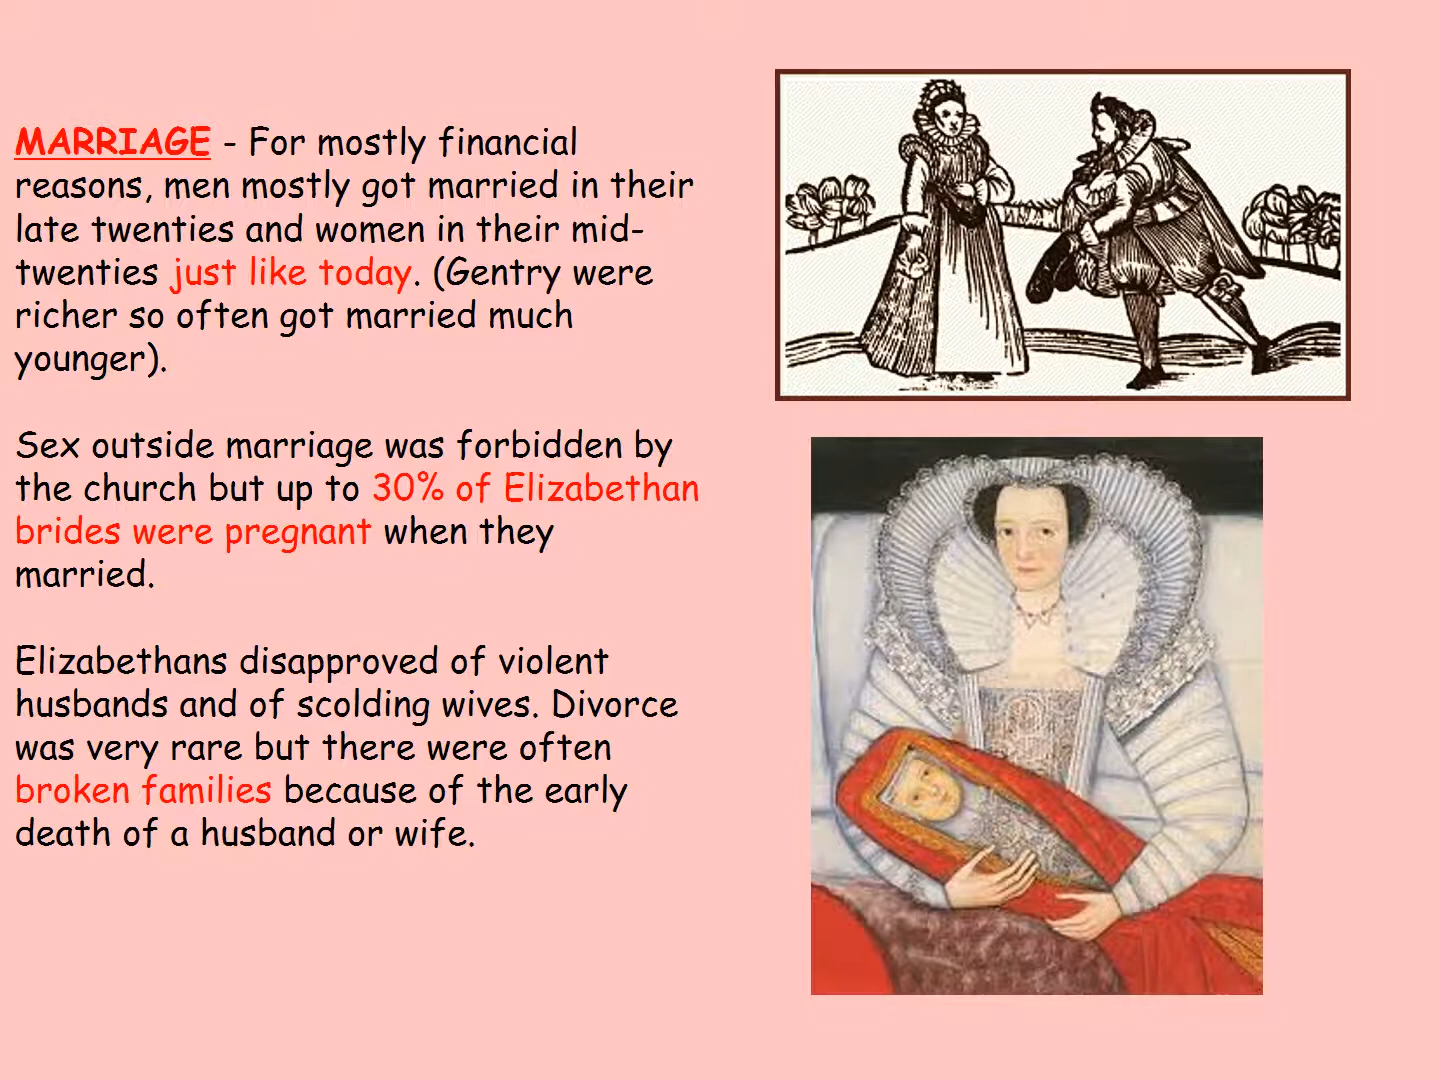 MARRIAGE - For mostly financial
reasons, men mostly got married in their
late twenties and women in their mid-
twenties just like today. (Gentry were
richer so often got married much
younger).
Sex outside marriage was forbidden by
the church but up to 30% of Elizabethan
brides were pregnant when they
married.
Elizabethans disapproved of violent
husbands and of scolding wives. Divorce
was very rare but there were often
broken families because of the early
death of a husband or wife.